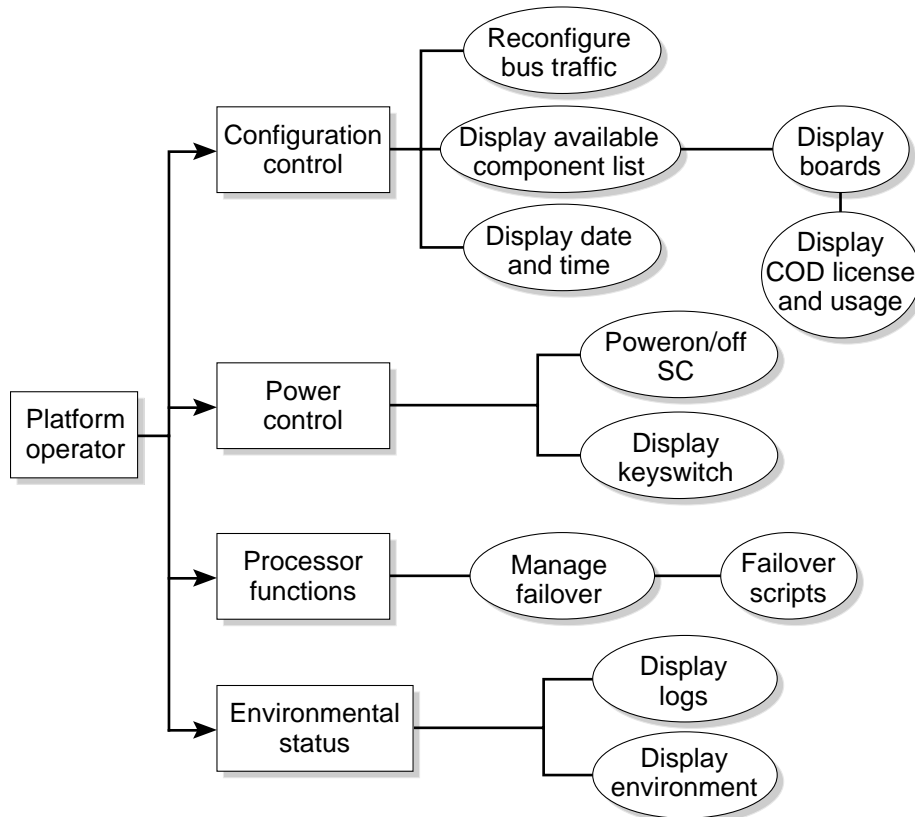 Reconfigure
bus traffic
Configuration
control
Display available
component list
Display
boards
Display date
and time
Display
COD license
and usage
Poweron/off
SC
Platform
operator
Power
control
Display
keyswitch
Processor
functions
Manage
failover
Failover
scripts
Display
logs
Environmental
status
Display
environment